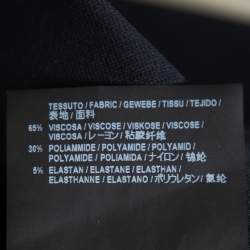 TESSUTO / FABRIC / GEWEBE / TISSU / TEJIDO /
表地 / 面料
65% VISCOSA / VISCOSE / VISKOSE / VISCOSE /
VISCOSA / レーヨン / 粘胶纤维
30% POLIAMMIDE / POLYAMIDE / POLYAMID /
POLYAMIDE / POLIAMIDA / ナイロン / 锦纶
5% ELASTAN / ELASTANE / ELASTHAN /
ELASTHANNE / ELASTANO / ポリウレタン / 氨纶